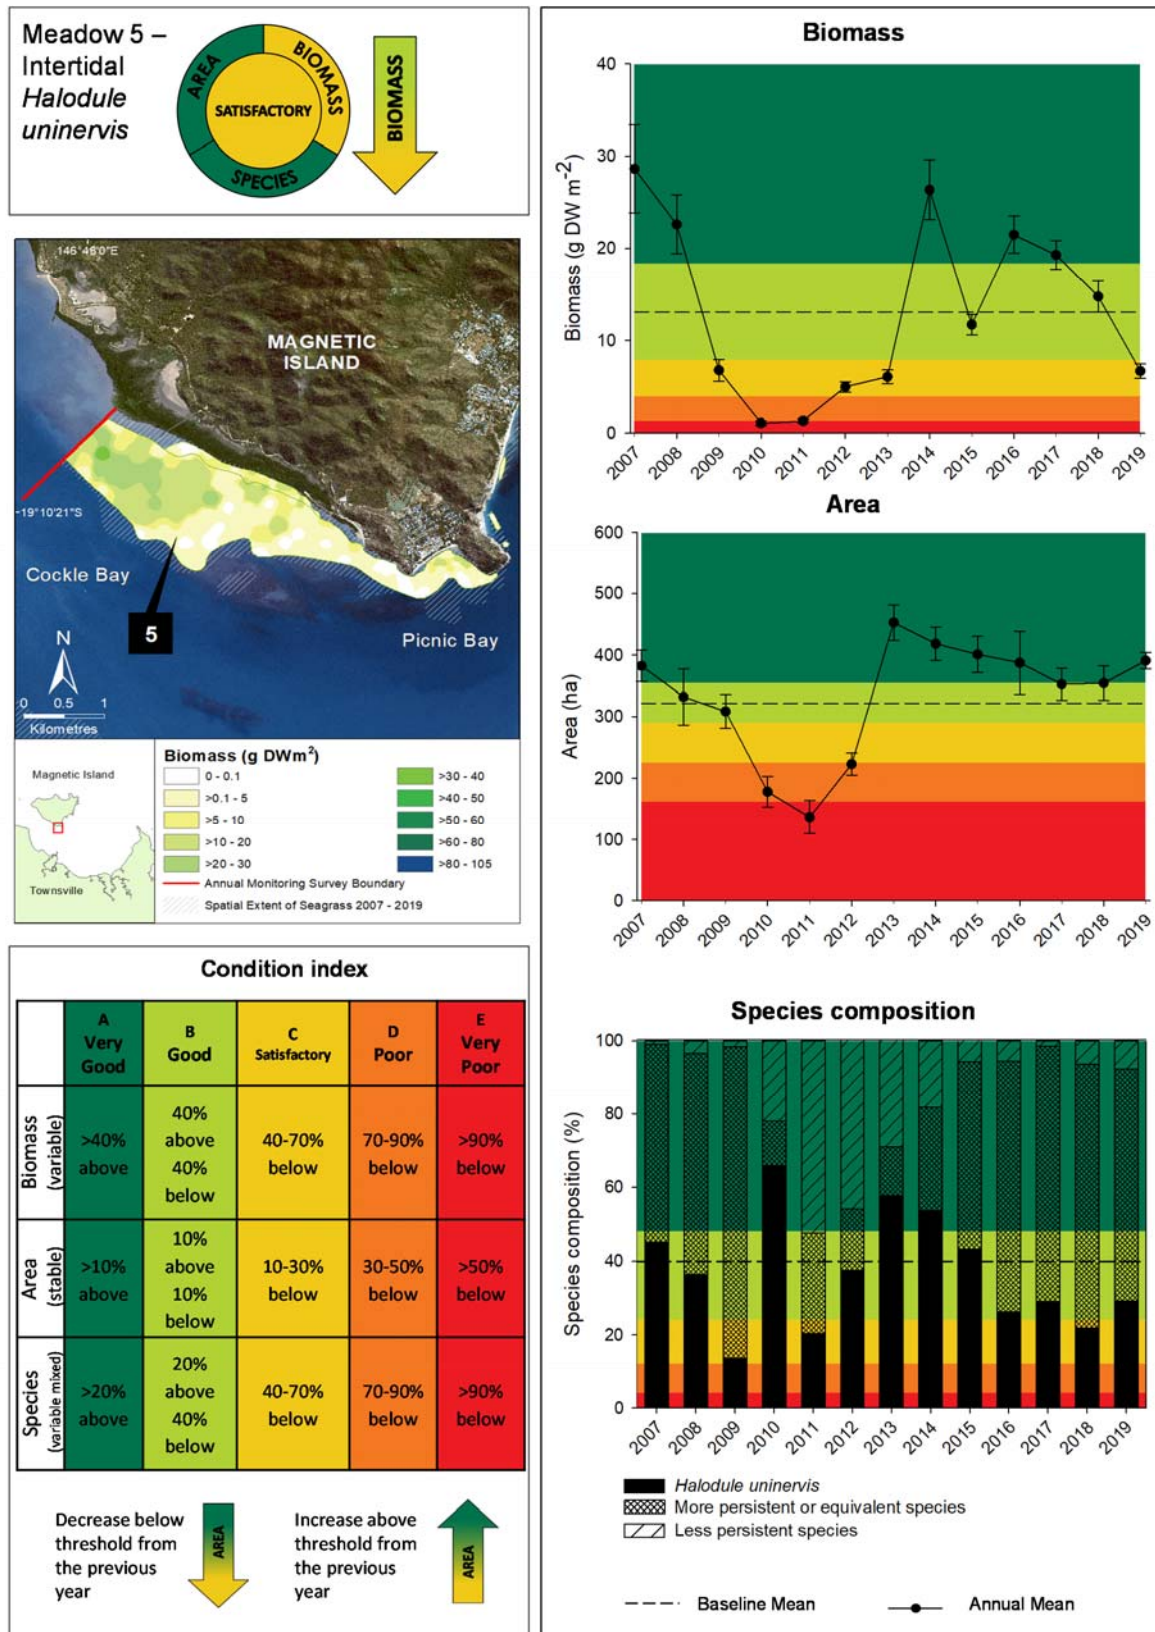 Meadow 5 –
Intertidal
Halodule
uninervis
AREA
BIOMASS
SATISFACTORY
SPECIES
BIOMASS
146°46'0"E
MAGNETIC
ISLAND
-19°10'21"S
Cockle Bay
5
Picnic Bay
N
0 0.5 1
Kilometres
Magnetic Island
Townsville
Biomass (g DWm²)
0 - 0.1
>0.1 - 5
>5 - 10
>10 - 20
>20 - 30
>30 - 40
>40 - 50
>50 - 60
>60 - 80
>80 - 105
Annual Monitoring Survey Boundary
Spatial Extent of Seagrass 2007 - 2019
Condition index
A
Very
Good
B
Good
C
Satisfactory
D
Poor
E
Very
Poor
Biomass
(variable)
>40%
above
40%
above
40%
below
40-70%
below
70-90%
below
>90%
below
Area
(stable)
>10%
above
10%
above
10%
below
10-30%
below
30-50%
below
>50%
below
Species
(variable mixed)
>20%
above
20%
above
40%
below
40-70%
below
70-90%
below
>90%
below
Decrease below
threshold from
the previous
year
AREA
Increase above
threshold from
the previous
year
AREA
Biomass
Biomass (g DW m⁻²)
40
30
20
10
0
2007 2008 2009 2010 2011 2012 2013 2014 2015 2016 2017 2018 2019
Area
Area (ha)
600
500
400
300
200
100
0
2007 2008 2009 2010 2011 2012 2013 2014 2015 2016 2017 2018 2019
Species composition
Species composition (%)
100
80
60
40
20
0
2007 2008 2009 2010 2011 2012 2013 2014 2015 2016 2017 2018 2019
Halodule uninervis
More persistent or equivalent species
Less persistent species
Baseline Mean
Annual Mean